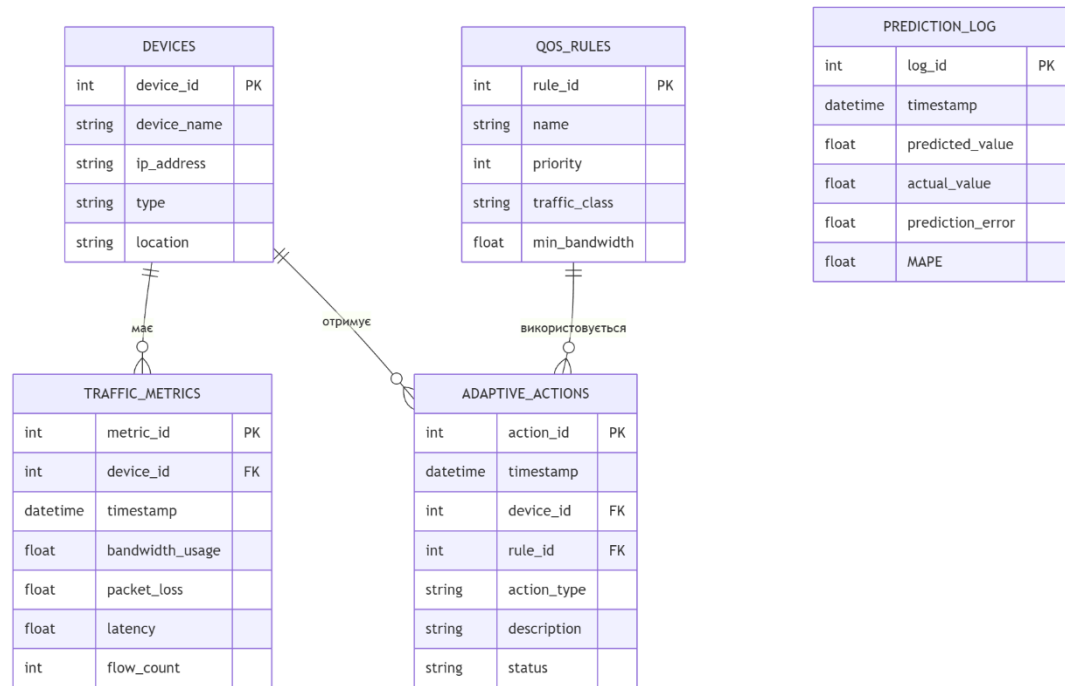 DEVICES
int device_id PK
string device_name
string ip_address
string type
string location
QOS_RULES
int rule_id PK
string name
int priority
string traffic_class
float min_bandwidth
PREDICTION_LOG
int log_id PK
datetime timestamp
float predicted_value
float actual_value
float prediction_error
float MAPE
має
отримує
використовується
TRAFFIC_METRICS
int metric_id PK
int device_id FK
datetime timestamp
float bandwidth_usage
float packet_loss
float latency
int flow_count
ADAPTIVE_ACTIONS
int action_id PK
datetime timestamp
int device_id FK
int rule_id FK
string action_type
string description
string status